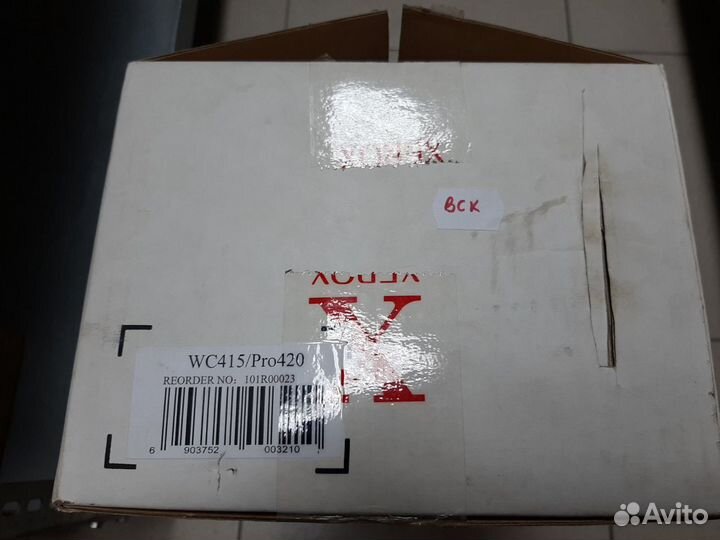 XEROX
ВСК
XEROX
X
WC415/Pro420
REORDER NO: 101R00023
6 903752 003210
Avito